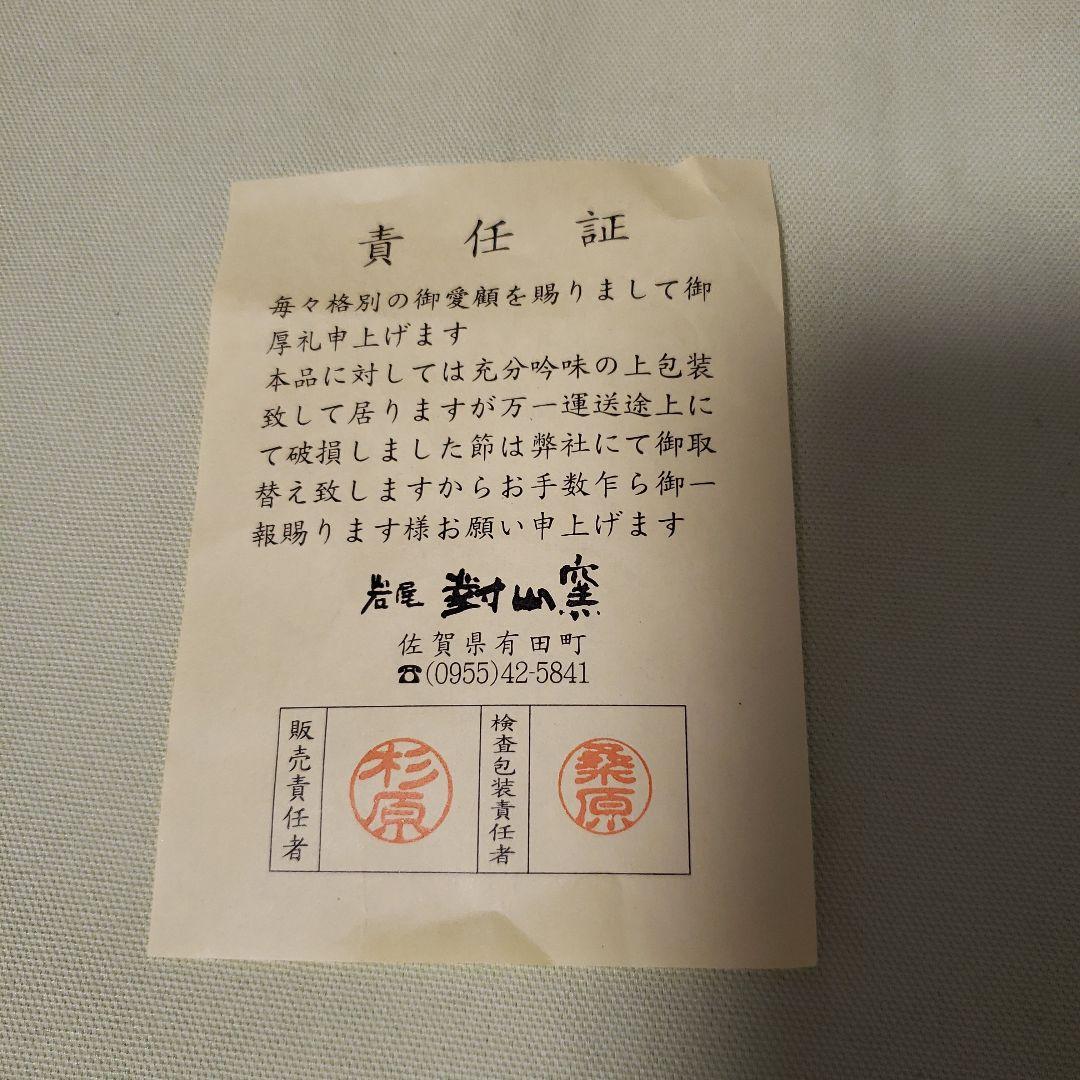 責任証
毎々格別の御愛顧を賜りまして御
厚礼申上げます
本品に対しては充分吟味の上包装
致して居りますが万一運送途上に
て破損しました節は弊社にて御取
替え致しますからお手数乍ら御一
報賜ります様お願い申上げます
岩尾 對山窯
佐賀県有田町
☎(0955)42-5841
販売責任者
杉原
検査包装責任者
桑原